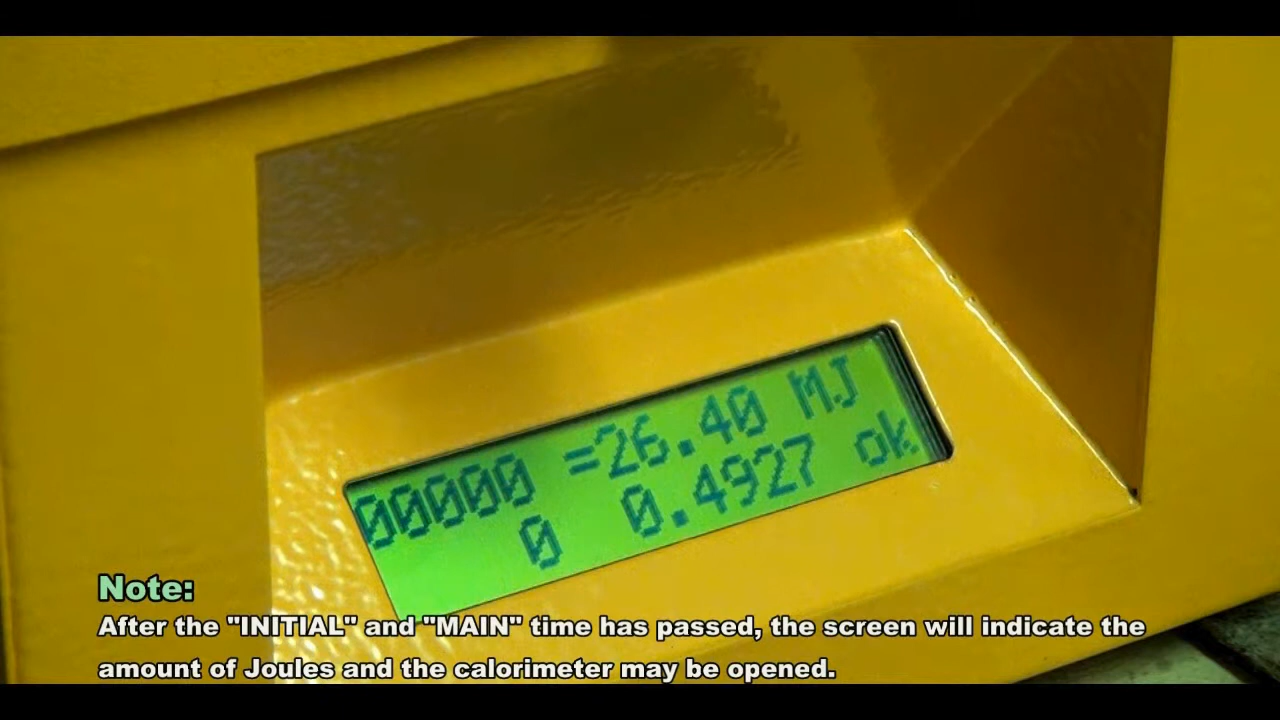 00000 =26.40 MJ
0 0.4927 ok
Note:
After the "INITIAL" and "MAIN" time has passed, the screen will indicate the
amount of Joules and the calorimeter may be opened.